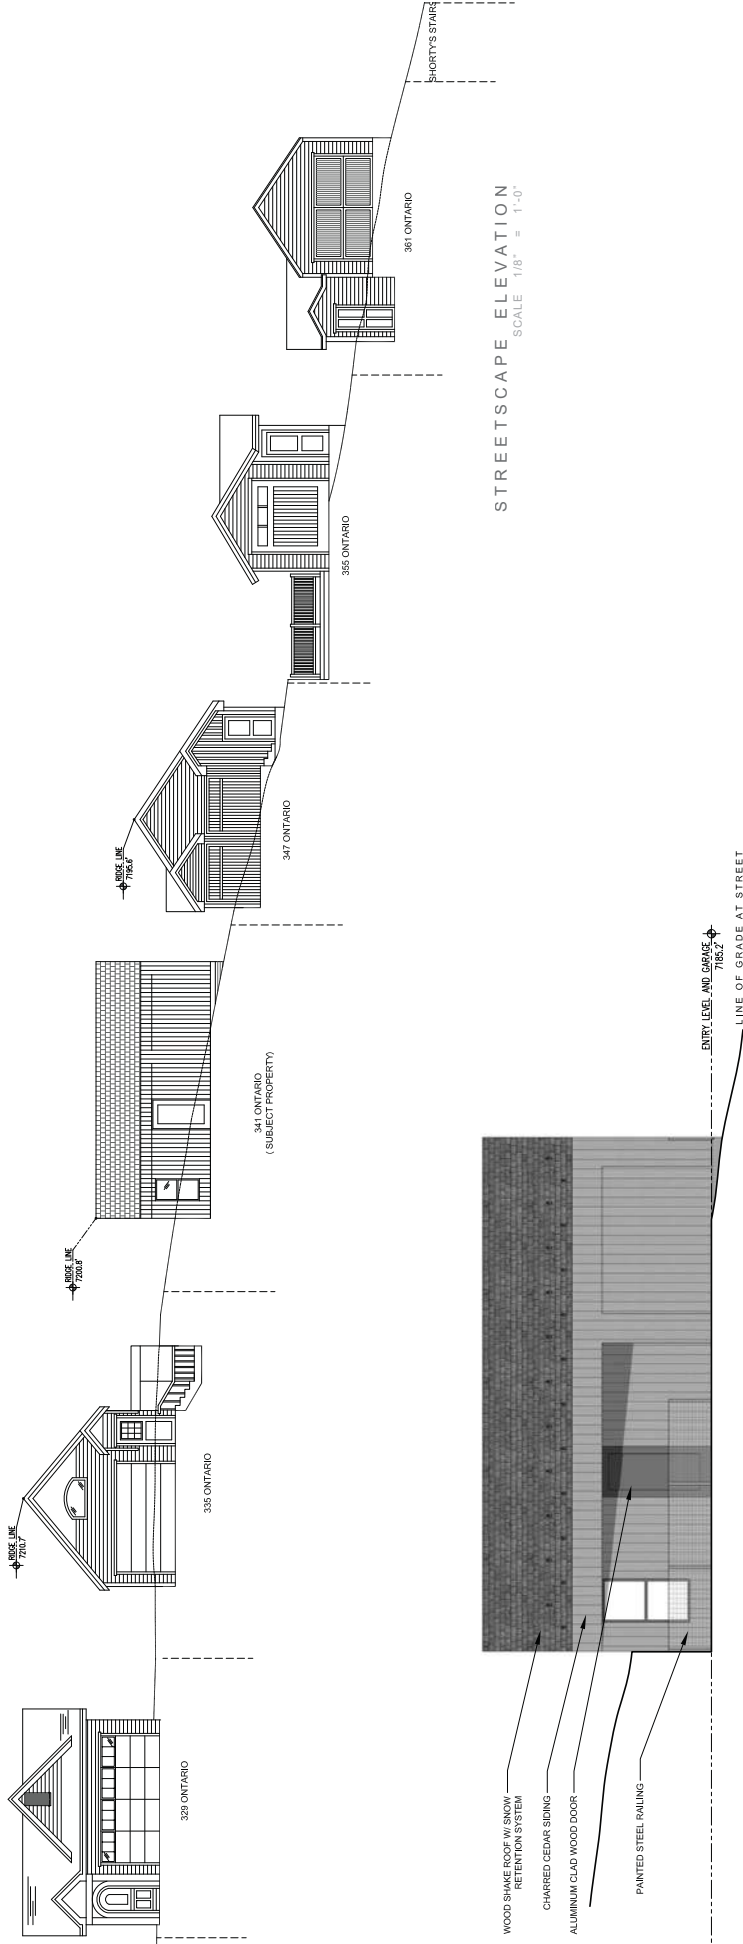 RIDGE LINE
7210.7'
RIDGE LINE
7200.8'
RIDGE LINE
7195.6'
329 ONTARIO
335 ONTARIO
341 ONTARIO
( SUBJECT PROPERTY)
347 ONTARIO
355 ONTARIO
361 ONTARIO
SHORTY'S STAIRS
STREETSCAPE ELEVATION
SCALE 1/8" = 1'-0"
WOOD SHAKE ROOF W/ SNOW
RETENTION SYSTEM
CHARRED CEDAR SIDING
ALUMINUM CLAD WOOD DOOR
PAINTED STEEL RAILING
ENTRY LEVEL AND GARAGE
7185.2'
LINE OF GRADE AT STREET